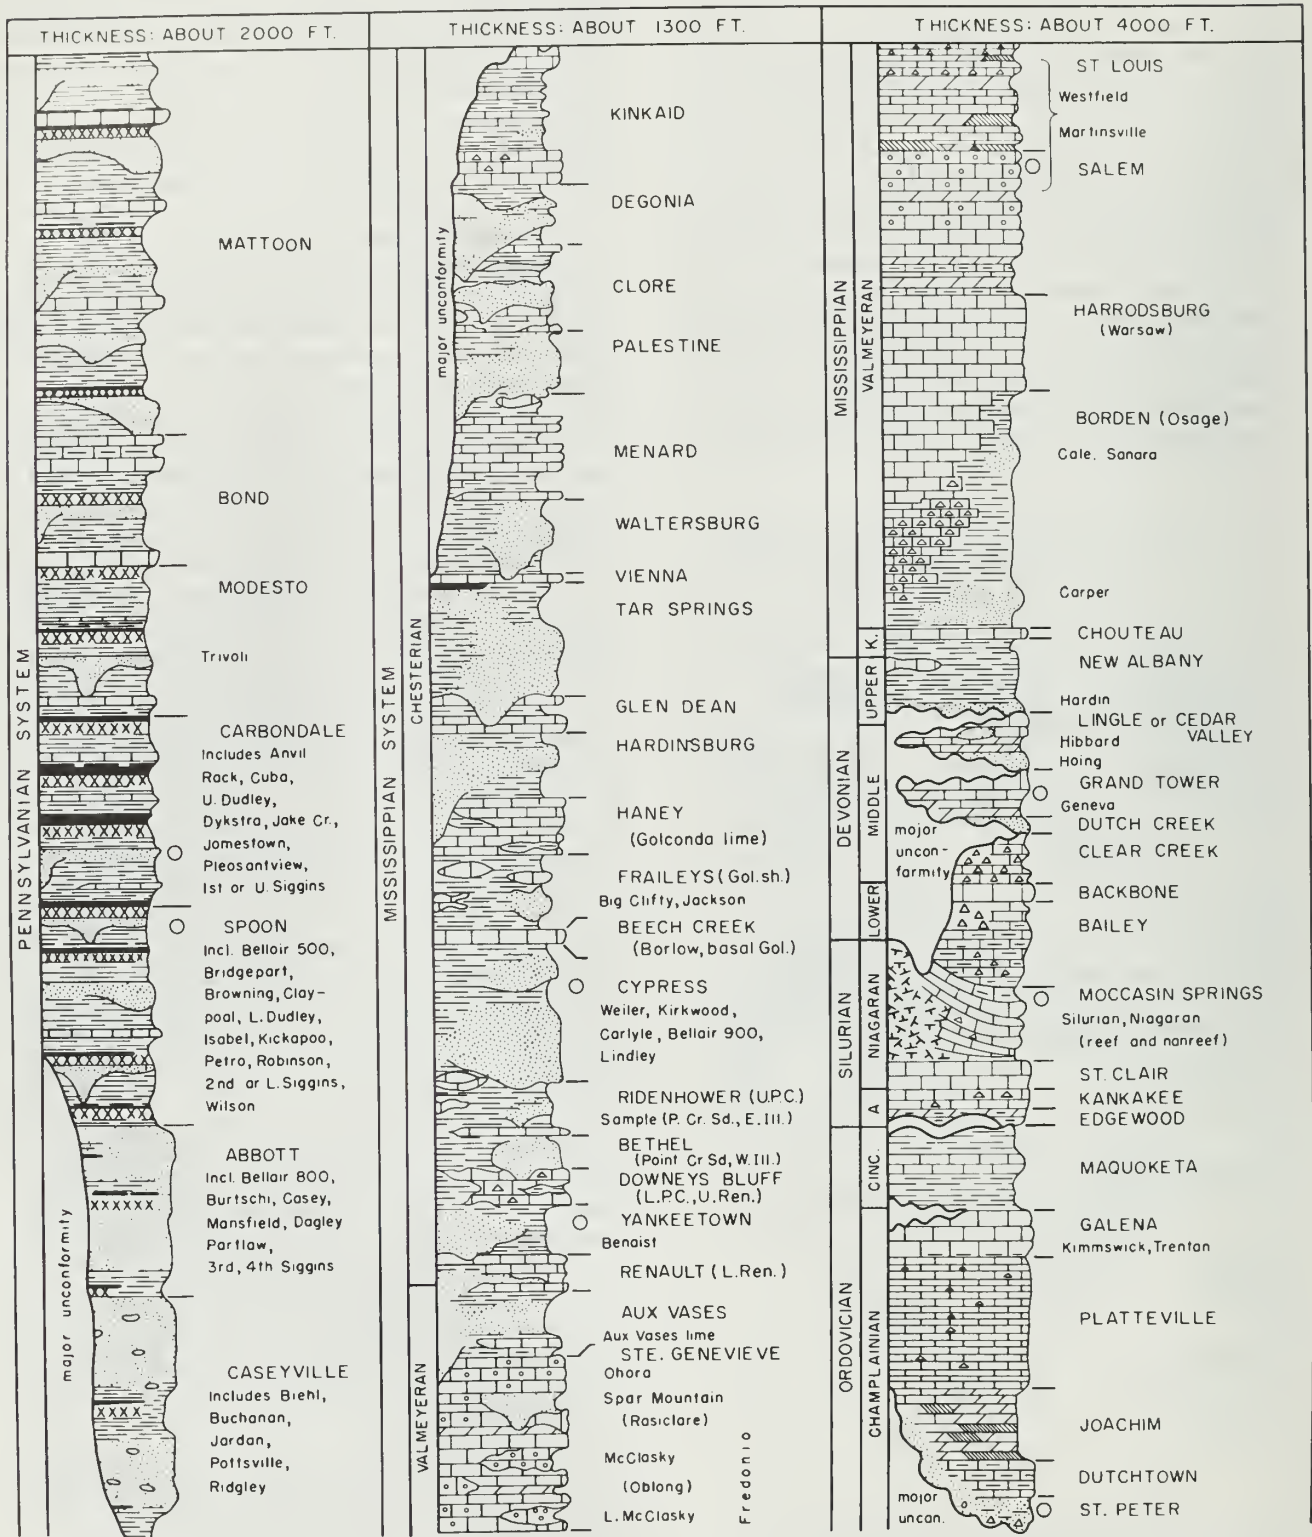 THICKNESS: ABOUT 2000 FT.
PENNSYLVANIAN SYSTEM
major unconformity
MATTOON
BOND
MODESTO
Trivoli
CARBONDALE
Includes Anvil
Rock, Cuba,
U. Dudley,
Dykstra, Jake Cr.,
Jamestown,
Pleasantview,
1st or U. Siggins
SPOON
Incl. Bellair 500,
Bridgeport,
Browning, Clay-
pool, L. Dudley,
Isabel, Kickapoo,
Petro, Robinson,
2nd or L. Siggins,
Wilson
ABBOTT
Incl. Bellair 800,
Burtschi, Casey,
Mansfield, Dagley
Partlow,
3rd, 4th Siggins
CASEYVILLE
Includes Biehl,
Buchanan,
Jordan,
Pottsville,
Ridgley
THICKNESS: ABOUT 1300 FT.
MISSISSIPPIAN SYSTEM
CHESTERIAN
VALMEYERAN
major unconformity
KINKAID
DEGONIA
CLORE
PALESTINE
MENARD
WALTERSBURG
VIENNA
TAR SPRINGS
GLEN DEAN
HARDINSBURG
HANEY
(Golconda lime)
FRAILEYS (Gol. sh.)
Big Clifty, Jackson
BEECH CREEK
(Barlow, basal Gol.)
CYPRESS
Weiler, Kirkwood,
Carlyle, Bellair 900,
Lindley
RIDENHOWER (U.P.C.)
Sample (P. Cr. Sd., E. Ill.)
BETHEL
(Point Cr Sd, W. Ill.)
DOWNEYS BLUFF
(L.P.C., U. Ren.)
YANKEETOWN
Benoist
RENAULT (L. Ren.)
AUX VASES
Aux Vases lime
STE. GENEVIEVE
Ohara
Spar Mountain
(Rosiclare)
McClosky
(Oblong)
L. McClosky
Fredonia
THICKNESS: ABOUT 4000 FT.
MISSISSIPPIAN
VALMEYERAN
K.
DEVONIAN
UPPER
MIDDLE
LOWER
SILURIAN
NIAGARAN
A
ORDOVICIAN
CINC.
CHAMPLAINIAN
ST LOUIS
Westfield
Martinsville
SALEM
HARRODSBURG
(Warsaw)
BORDEN (Osage)
Cole, Sonora
Carper
CHOUTEAU
NEW ALBANY
Hardin
LINGLE or CEDAR
VALLEY
Hibbard
Hoing
GRAND TOWER
Geneva
DUTCH CREEK
major
uncon-
formity
CLEAR CREEK
BACKBONE
BAILEY
MOCCASIN SPRINGS
Silurian, Niagaran
(reef and nonreef)
ST. CLAIR
KANKAKEE
EDGEWOOD
MAQUOKETA
GALENA
Kimmswick, Trenton
PLATTEVILLE
JOACHIM
DUTCHTOWN
major
uncon.
ST. PETER